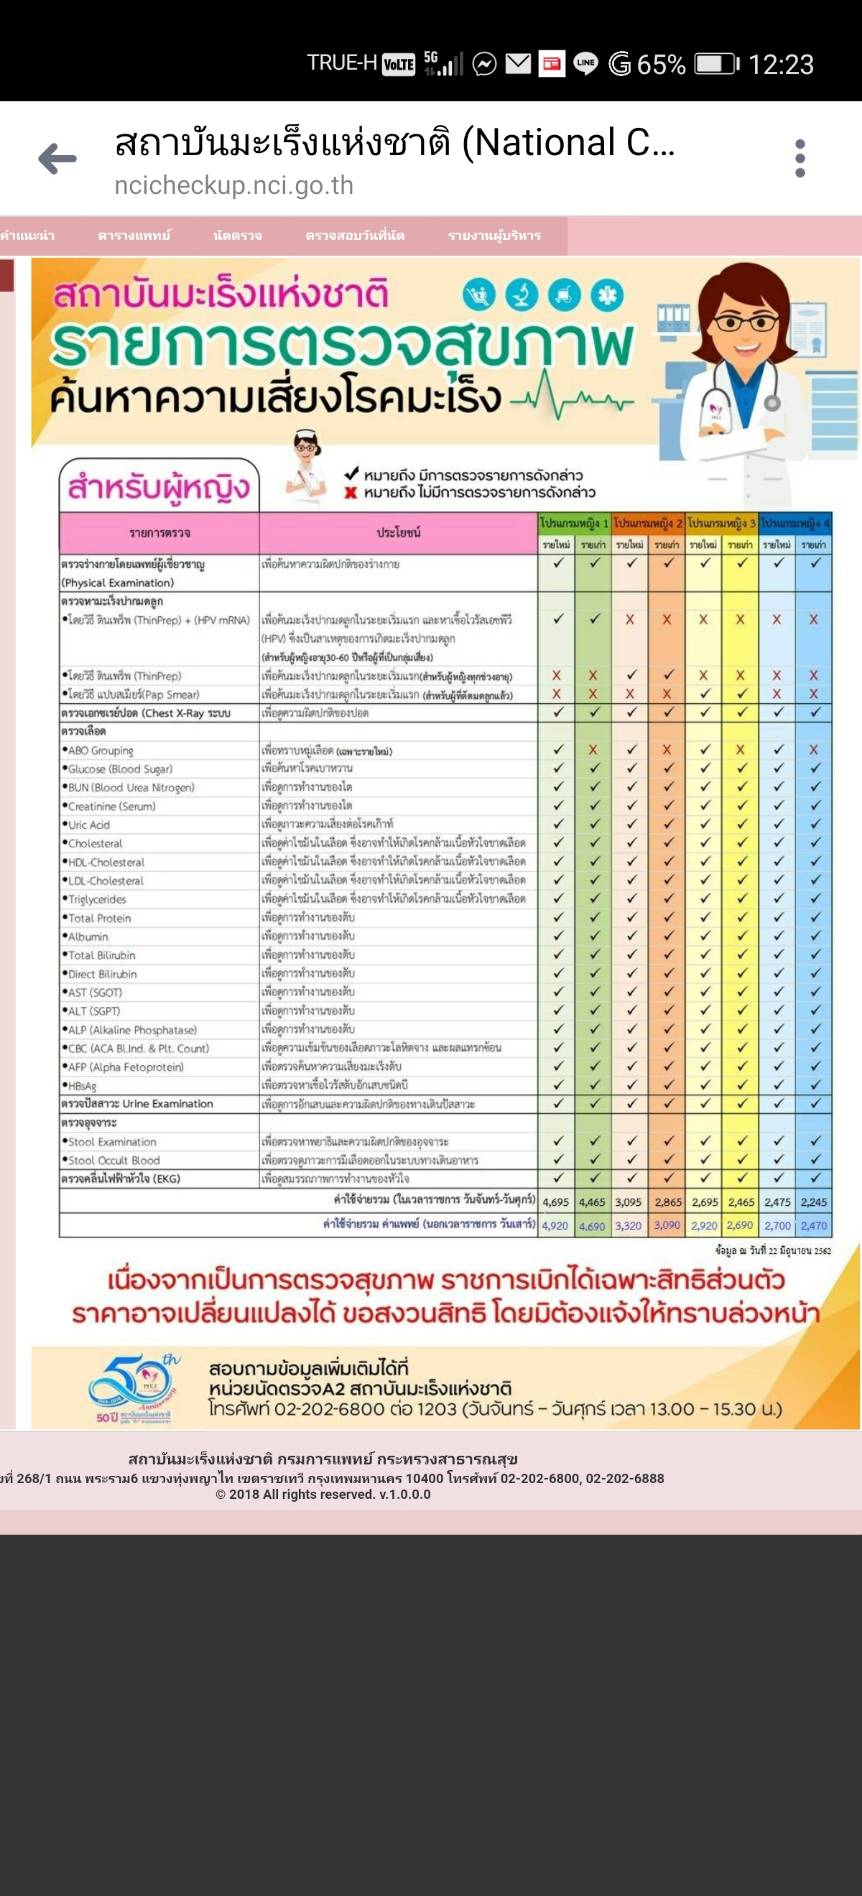 TRUE-H VoLTE 5G LINE G 65% 12:23
สถาบันมะเร็งแห่งชาติ (National C...
ncicheckup.nci.go.th
คำแนะนำ ตารางแพทย์ นัดตรวจ ตรวจสอบวันที่นัด รายงานผู้บริหาร
สถาบันมะเร็งแห่งชาติ
รายการตรวจสุขภาพ
ค้นหาความเสี่ยงโรคมะเร็ง
สำหรับผู้หญิง
✓ หมายถึง มีการตรวจรายการดังกล่าว
X หมายถึง ไม่มีการตรวจรายการดังกล่าว
รายการตรวจ ประโยชน์ โปรแกรมหญิง 1 โปรแกรมหญิง 2 โปรแกรมหญิง 3 โปรแกรมหญิง 4
รายใหม่ รายเก่า รายใหม่ รายเก่า รายใหม่ รายเก่า รายใหม่ รายเก่า
ตรวจร่างกายโดยแพทย์ผู้เชี่ยวชาญ เพื่อค้นหาความผิดปกติของร่างกาย ✓ ✓ ✓ ✓ ✓ ✓ ✓ ✓
(Physical Examination)
ตรวจหามะเร็งปากมดลูก
•โดยวิธี ตินเพร็พ (ThinPrep) + (HPV mRNA) เพื่อค้นมะเร็งปากมดลูกในระยะเริ่มแรก และหาเชื้อไวรัสเอชพีวี ✓ ✓ X X X X X X
(HPV) ซึ่งเป็นสาเหตุของการเกิดมะเร็งปากมดลูก
(สำหรับผู้หญิงอายุ30-60 ปีหรือผู้ที่เป็นกลุ่มเสี่ยง)
•โดยวิธี ตินเพร็พ (ThinPrep) เพื่อค้นมะเร็งปากมดลูกในระยะเริ่มแรก(สำหรับผู้หญิงทุกช่วงอายุ) X X ✓ ✓ X X X X
•โดยวิธี แปบสเมียร์(Pap Smear) เพื่อค้นมะเร็งปากมดลูกในระยะเริ่มแรก (สำหรับผู้ที่ตัดมดลูกแล้ว) X X X X ✓ ✓ X X
ตรวจเอกซเรย์ปอด (Chest X-Ray ระบบ เพื่อดูความผิดปกติของปอด ✓ ✓ ✓ ✓ ✓ ✓ ✓ ✓
ตรวจเลือด
•ABO Grouping เพื่อทราบหมู่เลือด (เฉพาะรายใหม่) ✓ X ✓ X ✓ X ✓ X
•Glucose (Blood Sugar) เพื่อค้นหาโรคเบาหวาน ✓ ✓ ✓ ✓ ✓ ✓ ✓ ✓
•BUN (Blood Urea Nitrogen) เพื่อดูการทำงานของไต ✓ ✓ ✓ ✓ ✓ ✓ ✓ ✓
•Creatinine (Serum) เพื่อดูการทำงานของไต ✓ ✓ ✓ ✓ ✓ ✓ ✓ ✓
•Uric Acid เพื่อดูภาวะความเสี่ยงต่อโรคเก๊าท์ ✓ ✓ ✓ ✓ ✓ ✓ ✓ ✓
•Cholesteral เพื่อดูค่าไขมันในเลือด ซึ่งอาจทำให้เกิดโรคกล้ามเนื้อหัวใจขาดเลือด ✓ ✓ ✓ ✓ ✓ ✓ ✓ ✓
•HDL-Cholesteral เพื่อดูค่าไขมันในเลือด ซึ่งอาจทำให้เกิดโรคกล้ามเนื้อหัวใจขาดเลือด ✓ ✓ ✓ ✓ ✓ ✓ ✓ ✓
•LDL-Cholesteral เพื่อดูค่าไขมันในเลือด ซึ่งอาจทำให้เกิดโรคกล้ามเนื้อหัวใจขาดเลือด ✓ ✓ ✓ ✓ ✓ ✓ ✓ ✓
•Triglycerides เพื่อดูค่าไขมันในเลือด ซึ่งอาจทำให้เกิดโรคกล้ามเนื้อหัวใจขาดเลือด ✓ ✓ ✓ ✓ ✓ ✓ ✓ ✓
•Total Protein เพื่อดูการทำงานของตับ ✓ ✓ ✓ ✓ ✓ ✓ ✓ ✓
•Albumin เพื่อดูการทำงานของตับ ✓ ✓ ✓ ✓ ✓ ✓ ✓ ✓
•Total Bilirubin เพื่อดูการทำงานของตับ ✓ ✓ ✓ ✓ ✓ ✓ ✓ ✓
•Direct Bilirubin เพื่อดูการทำงานของตับ ✓ ✓ ✓ ✓ ✓ ✓ ✓ ✓
•AST (SGOT) เพื่อดูการทำงานของตับ ✓ ✓ ✓ ✓ ✓ ✓ ✓ ✓
•ALT (SGPT) เพื่อดูการทำงานของตับ ✓ ✓ ✓ ✓ ✓ ✓ ✓ ✓
•ALP (Alkaline Phosphatase) เพื่อดูการทำงานของตับ ✓ ✓ ✓ ✓ ✓ ✓ ✓ ✓
•CBC (ACA Bl.Ind. & Plt. Count) เพื่อดูความเข้มข้นของเลือดภาวะโลหิตจาง และผลแทรกซ้อน ✓ ✓ ✓ ✓ ✓ ✓ ✓ ✓
•AFP (Alpha Fetoprotein) เพื่อตรวจค้นหาความเสี่ยงมะเร็งตับ ✓ ✓ ✓ ✓ ✓ ✓ ✓ ✓
•HBsAg เพื่อตรวจหาเชื้อไวรัสตับอักเสบชนิดบี ✓ ✓ ✓ ✓ ✓ ✓ ✓ ✓
ตรวจปัสสาวะ Urine Examination เพื่อดูการอักเสบและความผิดปกติของทางเดินปัสสาวะ ✓ ✓ ✓ ✓ ✓ ✓ ✓ ✓
ตรวจอุจจาระ
•Stool Examination เพื่อตรวจหาพยาธิและความผิดปกติของอุจจาระ ✓ ✓ ✓ ✓ ✓ ✓ ✓ ✓
•Stool Occult Blood เพื่อตรวจดูภาวะการมีเลือดออกในระบบทางเดินอาหาร ✓ ✓ ✓ ✓ ✓ ✓ ✓ ✓
ตรวจคลื่นไฟฟ้าหัวใจ (EKG) เพื่อดูสมรรถภาพการทำงานของหัวใจ ✓ ✓ ✓ ✓ ✓ ✓ ✓ ✓
ค่าใช้จ่ายรวม (ในเวลาราชการ วันจันทร์-วันศุกร์) 4,695 4,465 3,095 2,865 2,695 2,465 2,475 2,245
ค่าใช้จ่ายรวม ค่าแพทย์ (นอกเวลาราชการ วันเสาร์) 4,920 4,690 3,320 3,090 2,920 2,690 2,700 2,470
ข้อมูล ณ วันที่ 22 มิถุนายน 2562
เนื่องจากเป็นการตรวจสุขภาพ ราชการเบิกได้เฉพาะสิทธิส่วนตัว
ราคาอาจเปลี่ยนแปลงได้ ขอสงวนสิทธิ โดยมิต้องแจ้งให้ทราบล่วงหน้า
50th
50 ปี
สอบถามข้อมูลเพิ่มเติมได้ที่
หน่วยนัดตรวจA2 สถาบันมะเร็งแห่งชาติ
โทรศัพท์ 02-202-6800 ต่อ 1203 (วันจันทร์ - วันศุกร์ เวลา 13.00 - 15.30 น.)
สถาบันมะเร็งแห่งชาติ กรมการแพทย์ กระทรวงสาธารณสุข
ที่ 268/1 ถนน พระราม6 แขวงทุ่งพญาไท เขตราชเทวี กรุงเทพมหานคร 10400 โทรศัพท์ 02-202-6800, 02-202-6888
© 2018 All rights reserved. v.1.0.0.0